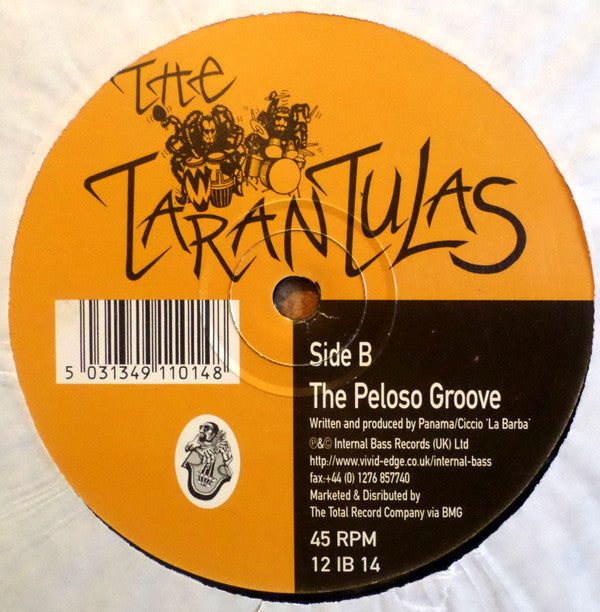 THE
TARANTULAS
5 031349 110148
Side B
The Peloso Groove
Written and produced by Panama/Ciccio 'La Barba'
℗&© Internal Bass Records (UK) Ltd
http://www.vivid-edge.co.uk/internal-bass
fax:+44 (0) 1276 857740
Marketed & Disributed by
The Total Record Company via BMG
45 RPM
12 IB 14